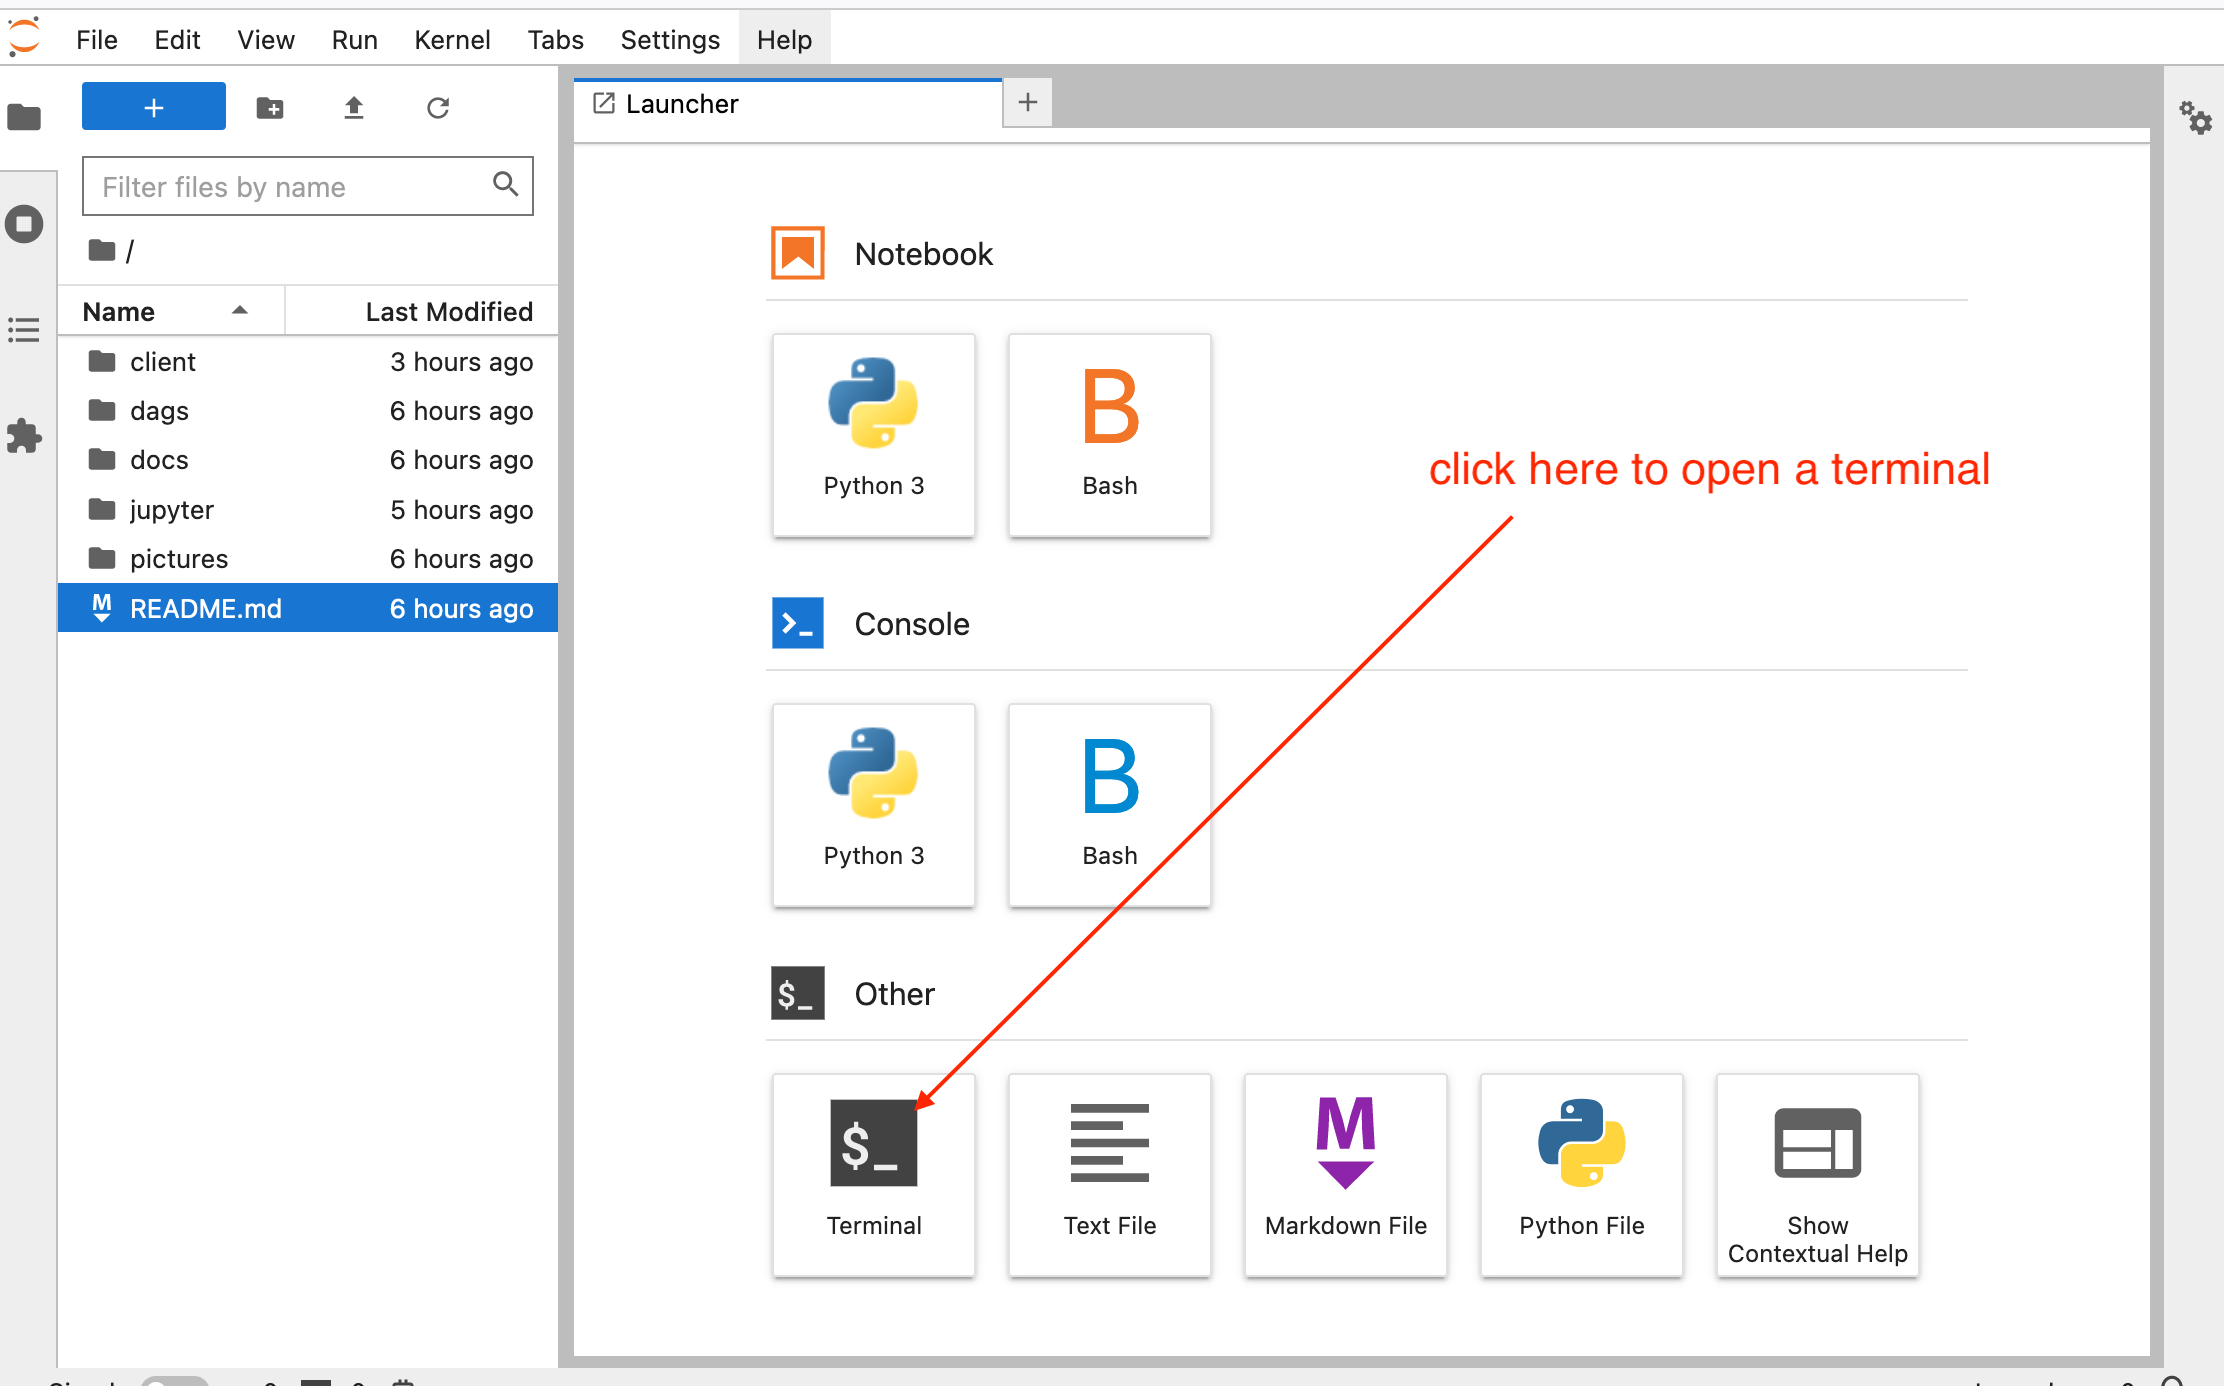 File Edit View Run Kernel Tabs Settings Help
+
Launcher
+
Filter files by name
/
Name Last Modified
client 3 hours ago
dags 6 hours ago
docs 6 hours ago
jupyter 5 hours ago
pictures 6 hours ago
M README.md 6 hours ago
Notebook
Python 3
B
Bash
click here to open a terminal
>_ Console
Python 3
B
Bash
$_ Other
$_
Terminal
Text File
M
Markdown File
Python File
Show
Contextual Help